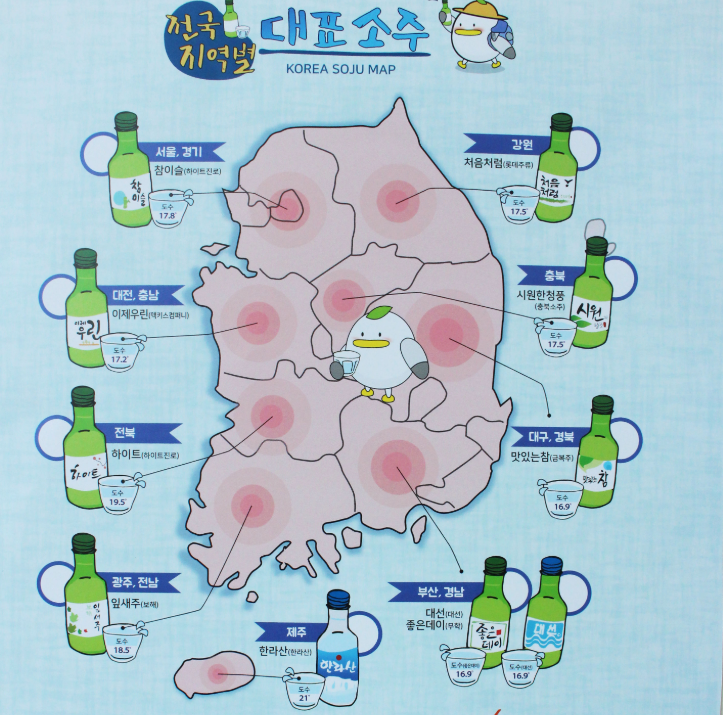 전국
지역별
대표 소주
KOREA SOJU MAP
서울, 경기
참이슬(하이트진로)
참
이슬
도수
17.8˚
강원
처음처럼(롯데주류)
처음
처럼
도수
17.5˚
대전, 충남
이제우린(맥키스컴퍼니)
이제
우린
도수
17.2˚
충북
시원한청풍
(충북소주)
시원
도수
17.5˚
전북
하이트(하이트진로)
하이트
도수
19.5˚
대구, 경북
맛있는참(금복주)
맛있는참
도수
16.9˚
광주, 전남
잎새주(보해)
잎새주
도수
18.5˚
부산, 경남
대선(대선)
좋은데이(무학)
좋은
데이
대선
도수(좋은데이)
16.9˚
도수(대선)
16.9˚
제주
한라산(한라산)
한라산
도수
21˚